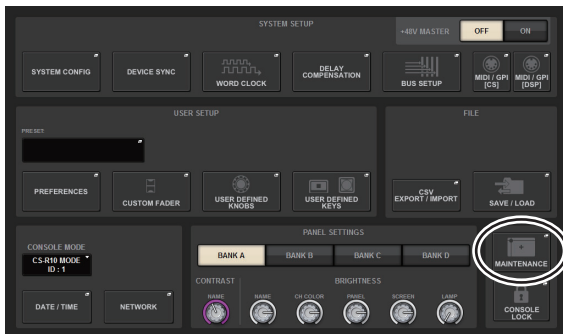 SYSTEM SETUP
+48V MASTER
OFF
ON
SYSTEM CONFIG
DEVICE SYNC
WORD CLOCK
DELAY
COMPENSATION
BUS SETUP
MIDI / GPI
[CS]
MIDI / GPI
[DSP]
USER SETUP
FILE
PRESET
PREFERENCES
CUSTOM FADER
USER DEFINED
KNOBS
USER DEFINED
KEYS
CSV
EXPORT / IMPORT
SAVE / LOAD
CONSOLE MODE
CS-R10 MODE
ID : 1
DATE / TIME
NETWORK
PANEL SETTINGS
BANK A
BANK B
BANK C
BANK D
CONTRAST
BRIGHTNESS
NAME
NAME
CH COLOR
PANEL
SCREEN
LAMP
MAINTENANCE
CONSOLE
LOCK